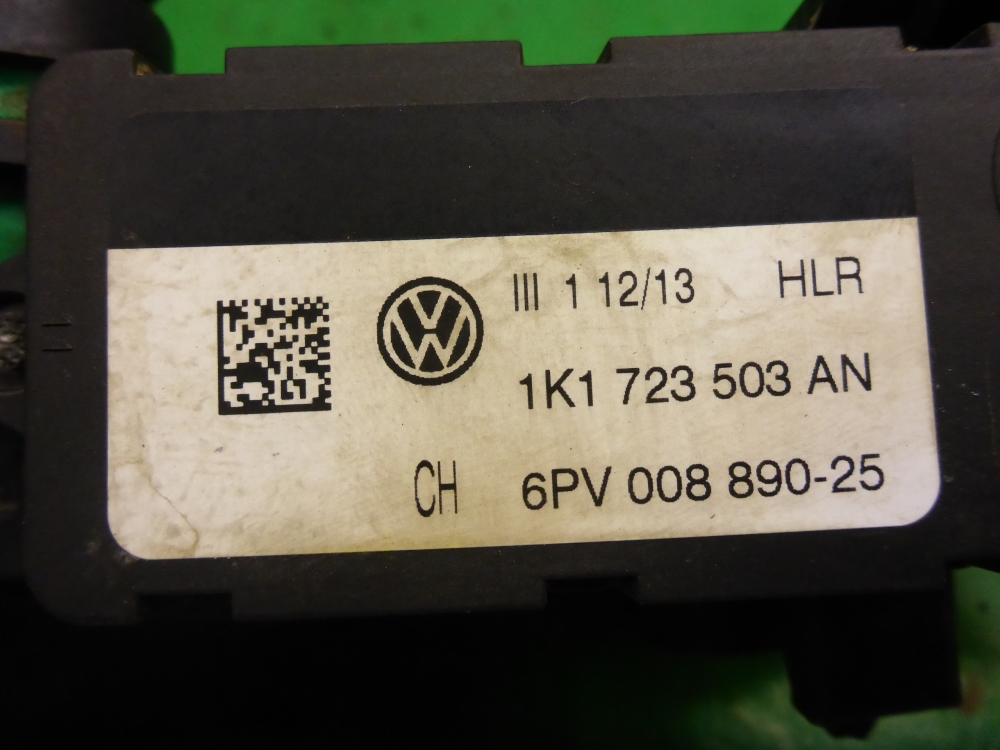 III 1 12/13 HLR
1K1 723 503 AN
CH 6PV 008 890-25